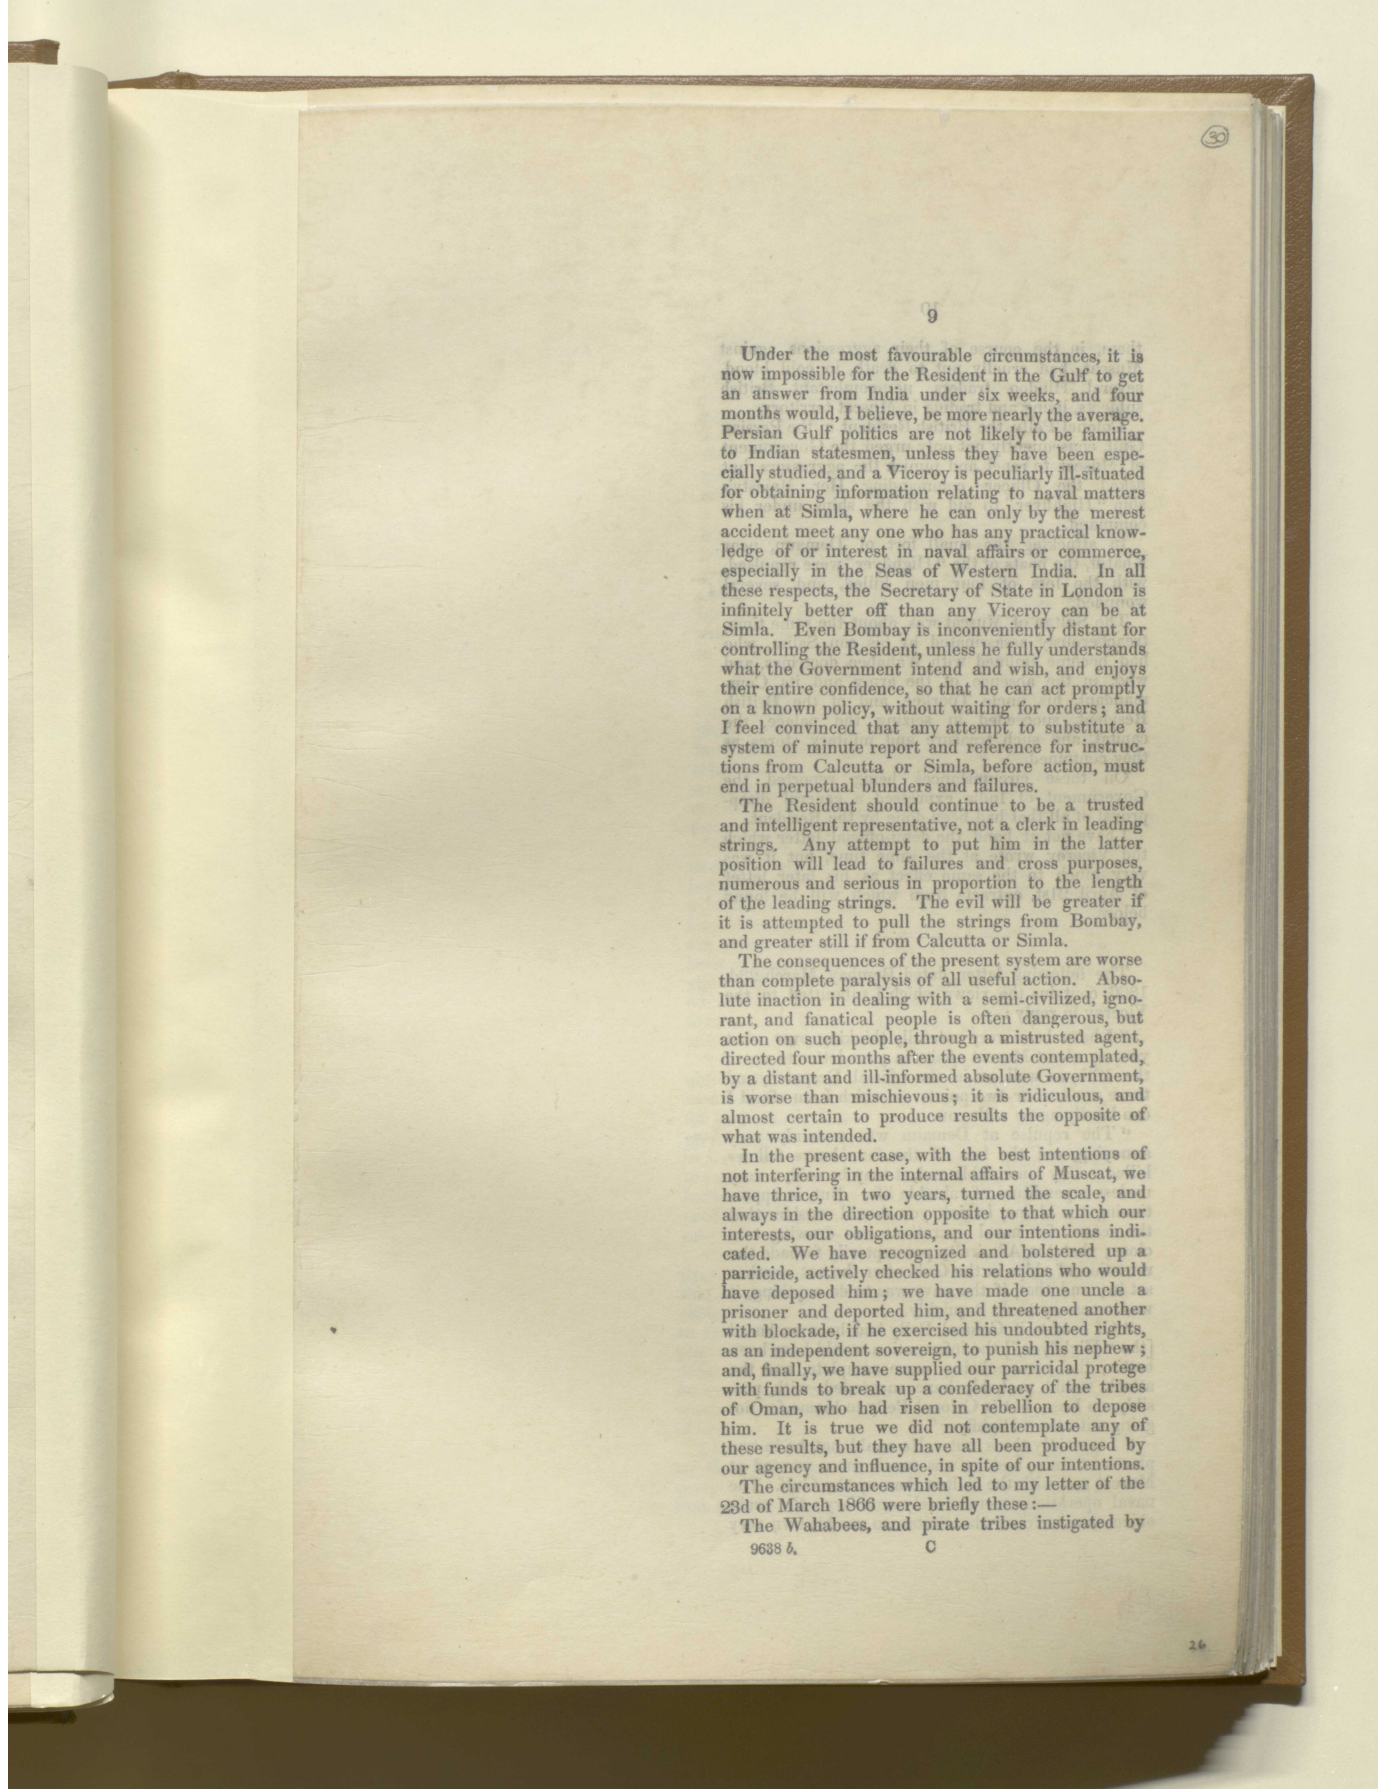 30
9
Under the most favourable circumstances, it is
now impossible for the Resident in the Gulf to get
an answer from India under six weeks, and four
months would, I believe, be more nearly the average.
Persian Gulf politics are not likely to be familiar
to Indian statesmen, unless they have been espe-
cially studied, and a Viceroy is peculiarly ill-situated
for obtaining information relating to naval matters
when at Simla, where he can only by the merest
accident meet any one who has any practical know-
ledge of or interest in naval affairs or commerce,
especially in the Seas of Western India. In all
these respects, the Secretary of State in London is
infinitely better off than any Viceroy can be at
Simla. Even Bombay is inconveniently distant for
controlling the Resident, unless he fully understands
what the Government intend and wish, and enjoys
their entire confidence, so that he can act promptly
on a known policy, without waiting for orders; and
I feel convinced that any attempt to substitute a
system of minute report and reference for instruc-
tions from Calcutta or Simla, before action, must
end in perpetual blunders and failures.
The Resident should continue to be a trusted
and intelligent representative, not a clerk in leading
strings. Any attempt to put him in the latter
position will lead to failures and cross purposes,
numerous and serious in proportion to the length
of the leading strings. The evil will be greater if
it is attempted to pull the strings from Bombay,
and greater still if from Calcutta or Simla.
The consequences of the present system are worse
than complete paralysis of all useful action. Abso-
lute inaction in dealing with a semi-civilized, igno-
rant, and fanatical people is often dangerous, but
action on such people, through a mistrusted agent,
directed four months after the events contemplated,
by a distant and ill-informed absolute Government,
is worse than mischievous; it is ridiculous, and
almost certain to produce results the opposite of
what was intended.
In the present case, with the best intentions of
not interfering in the internal affairs of Muscat, we
have thrice, in two years, turned the scale, and
always in the direction opposite to that which our
interests, our obligations, and our intentions indi-
cated. We have recognized and bolstered up a
parricide, actively checked his relations who would
have deposed him; we have made one uncle a
prisoner and deported him, and threatened another
with blockade, if he exercised his undoubted rights,
as an independent sovereign, to punish his nephew;
and, finally, we have supplied our parricidal protege
with funds to break up a confederacy of the tribes
of Oman, who had risen in rebellion to depose
him. It is true we did not contemplate any of
these results, but they have all been produced by
our agency and influence, in spite of our intentions.
The circumstances which led to my letter of the
23d of March 1866 were briefly these:—
The Wahabees, and pirate tribes instigated by
9638 b. C
26